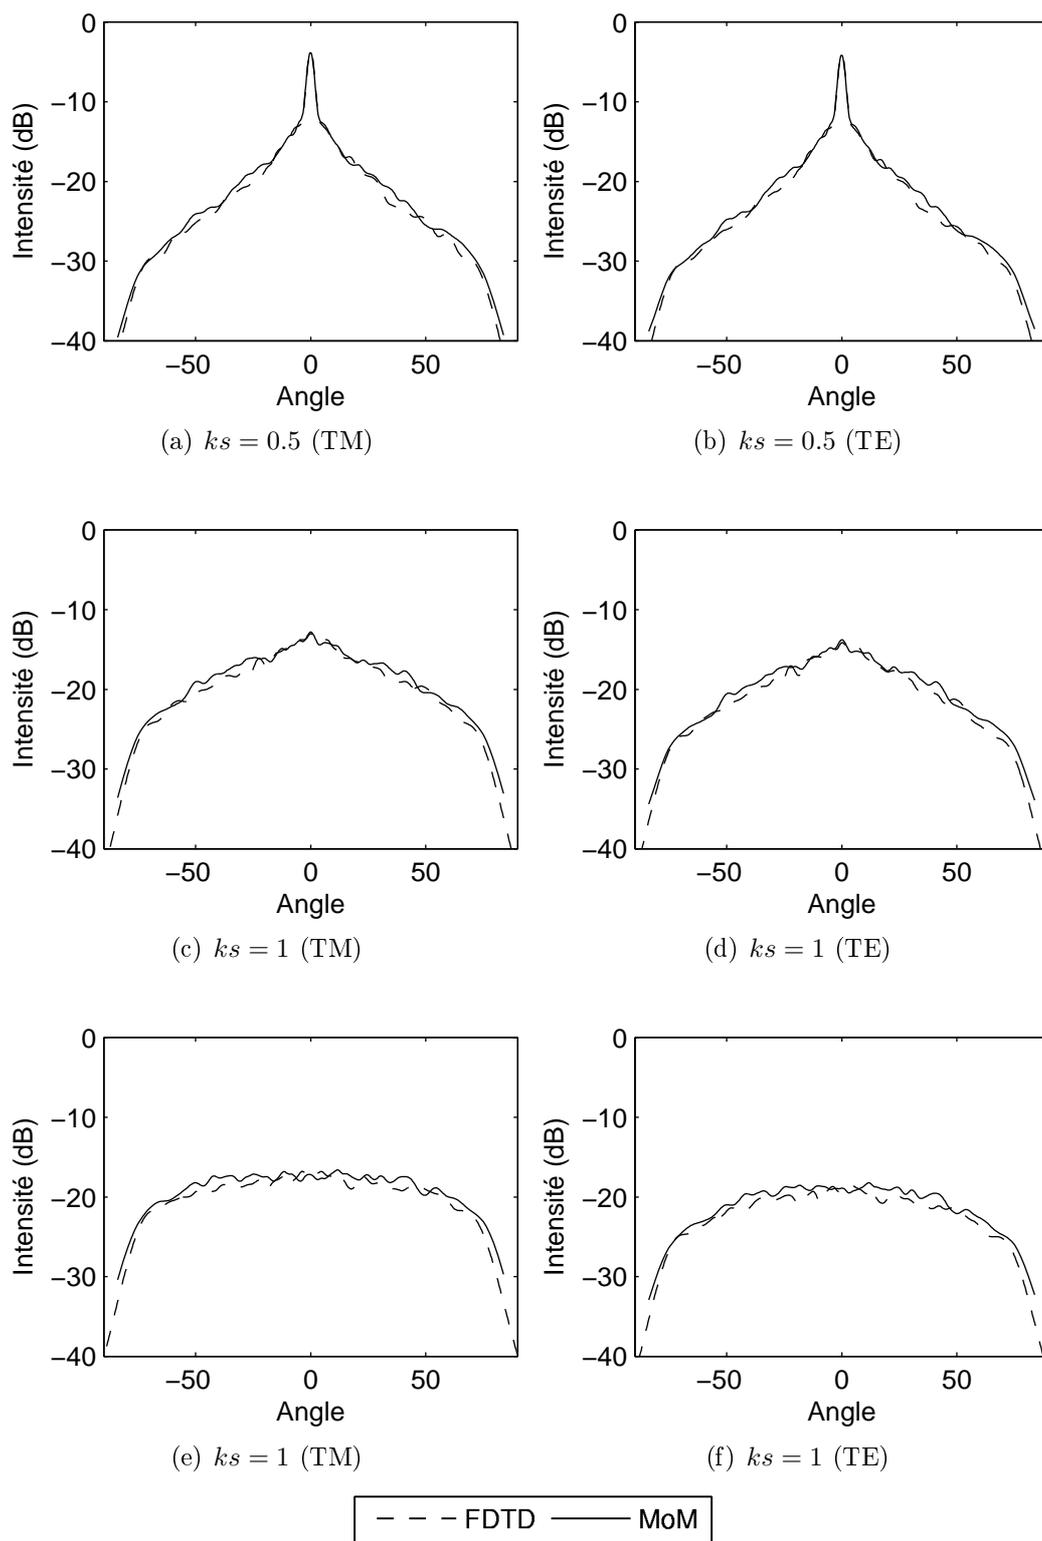 0
−10
−20
−30
−40
Intensité (dB)
−50 0 50
Angle
(a) ks = 0.5 (TM)
0
−10
−20
−30
−40
Intensité (dB)
−50 0 50
Angle
(b) ks = 0.5 (TE)
0
−10
−20
−30
−40
Intensité (dB)
−50 0 50
Angle
(c) ks = 1 (TM)
0
−10
−20
−30
−40
Intensité (dB)
−50 0 50
Angle
(d) ks = 1 (TE)
0
−10
−20
−30
−40
Intensité (dB)
−50 0 50
Angle
(e) ks = 1 (TM)
0
−10
−20
−30
−40
Intensité (dB)
−50 0 50
Angle
(f) ks = 1 (TE)
FDTD MoM